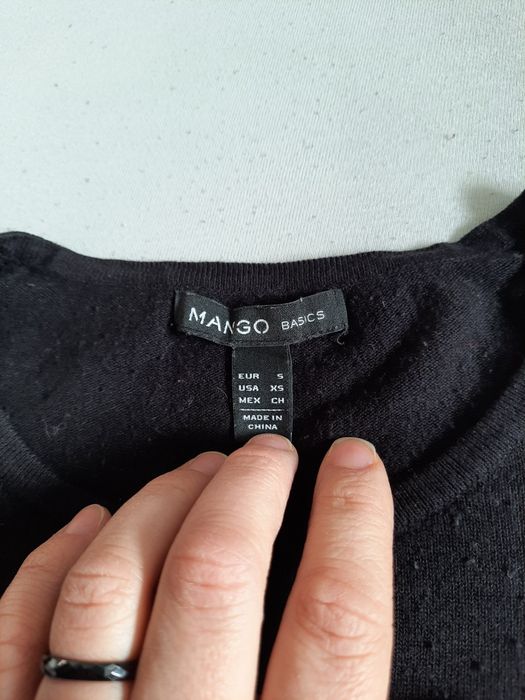 MANGO BASICS
EUR S
USA XS
MEX CH
MADE IN
CHINA